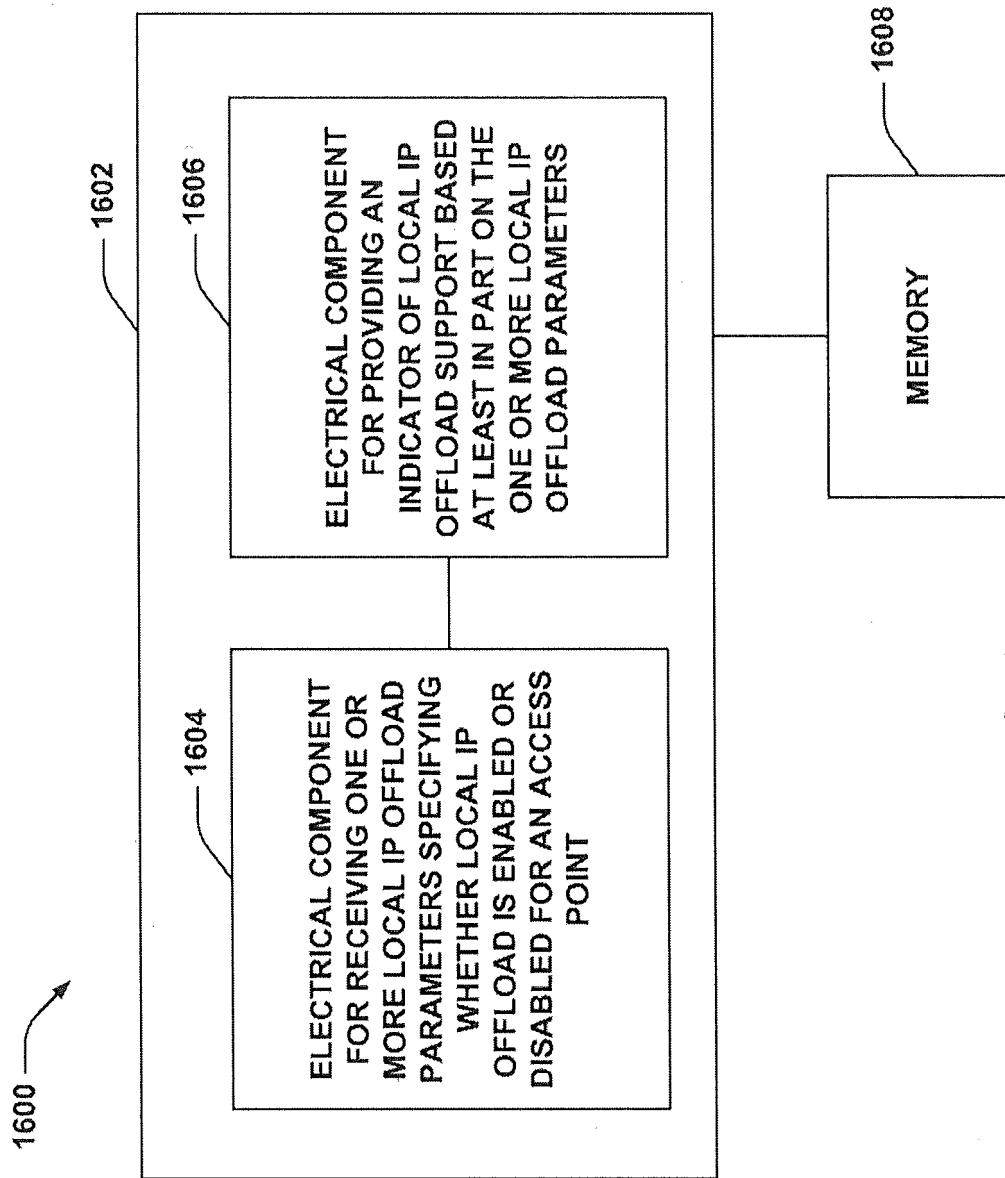 1600
1602
1604
ELECTRICAL COMPONENT
FOR RECEIVING ONE OR
MORE LOCAL IP OFFLOAD
PARAMETERS SPECIFYING
WHETHER LOCAL IP
OFFLOAD IS ENABLED OR
DISABLED FOR AN ACCESS
POINT
1606
ELECTRICAL COMPONENT
FOR PROVIDING AN
INDICATOR OF LOCAL IP
OFFLOAD SUPPORT BASED
AT LEAST IN PART ON THE
ONE OR MORE LOCAL IP
OFFLOAD PARAMETERS
1608
MEMORY